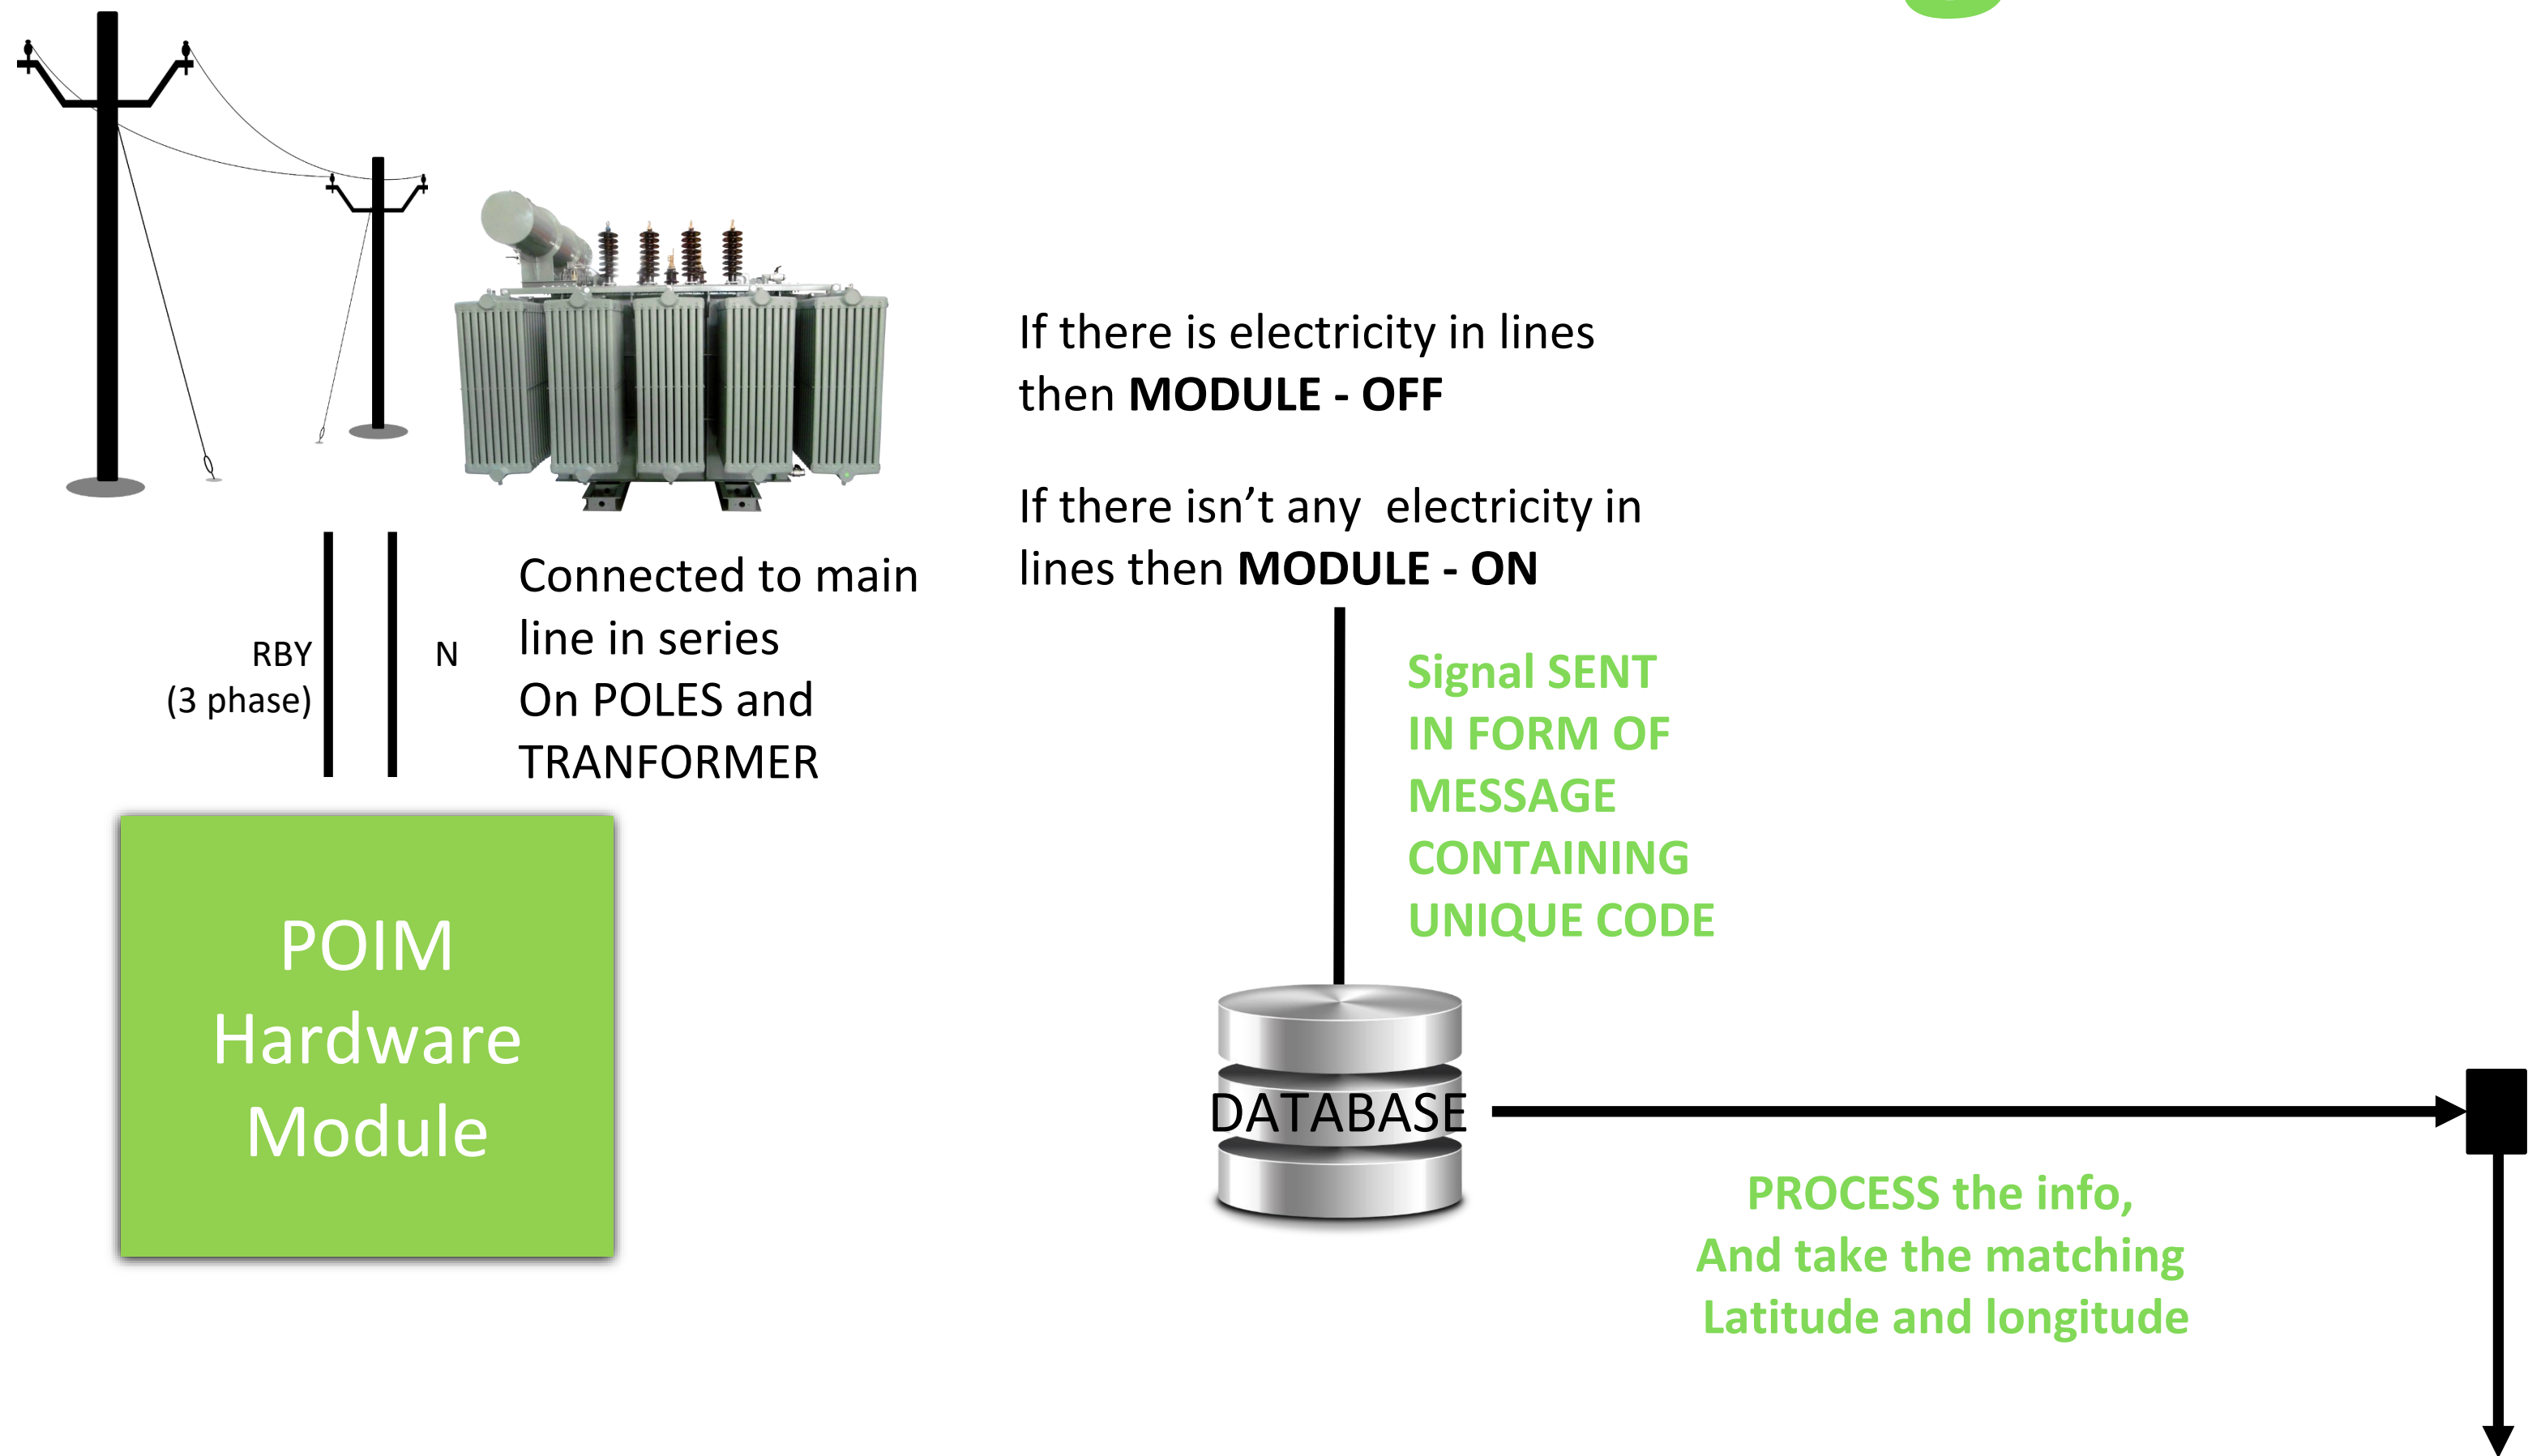 If there is electricity in lines
then MODULE - OFF
If there isn’t any  electricity in
lines then MODULE - ON
Connected to main
line in series
On POLES and
TRANFORMER
RBY
(3 phase)
N
Signal SENT
IN FORM OF
MESSAGE
CONTAINING
UNIQUE CODE
POIM
Hardware
Module
DATABASE
PROCESS the info,
And take the matching
Latitude and longitude